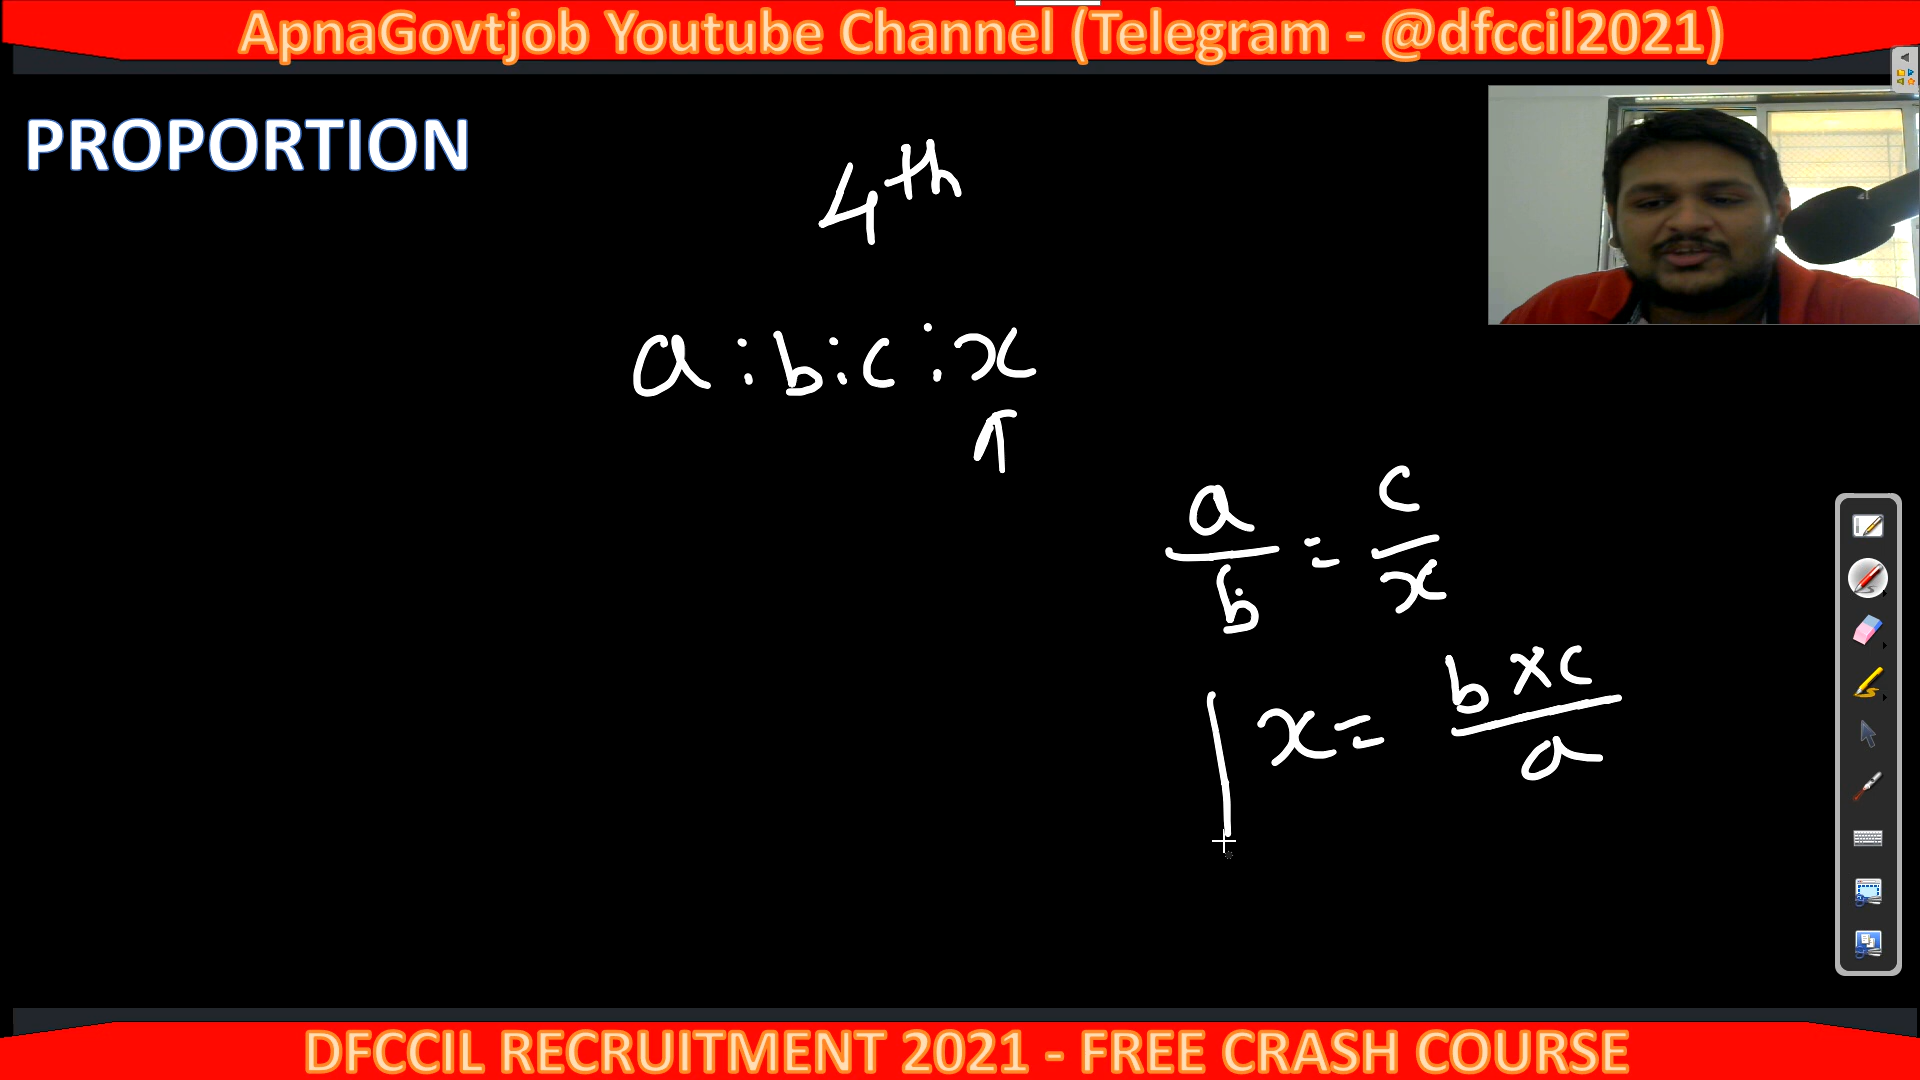 ApnaGovtjob Youtube Channel (Telegram - @dfccil2021)
PROPORTION
4th
a : b : c : x
a/b = c/x
x = b × c/a
DFCCIL RECRUITMENT 2021 - FREE CRASH COURSE